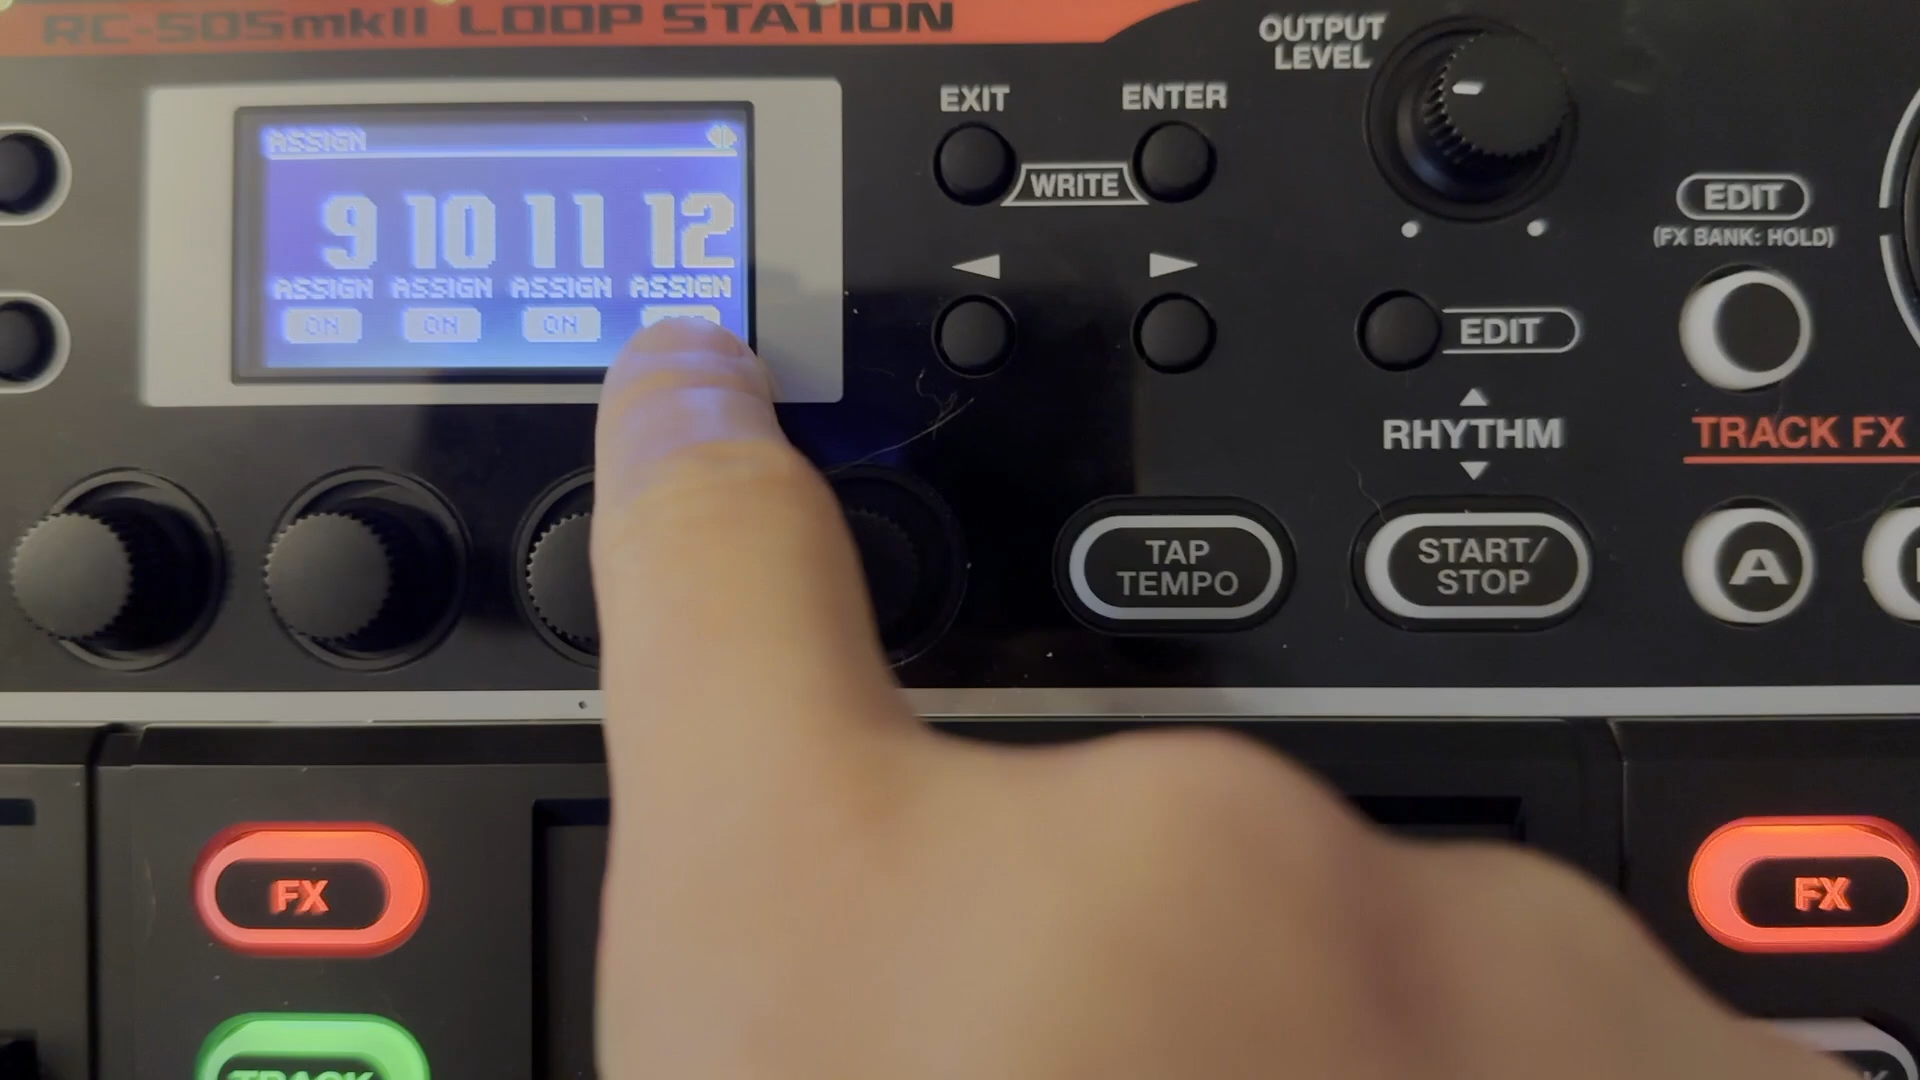 RC-505mkII LOOP STATION
OUTPUT
LEVEL
EXIT
ENTER
WRITE
ASSIGN
9 10 11 12
ASSIGN ASSIGN ASSIGN ASSIGN
ON ON ON
EDIT
(FX BANK: HOLD)
EDIT
RHYTHM
TRACK FX
TAP
TEMPO
START/
STOP
A
FX
FX
TRACK